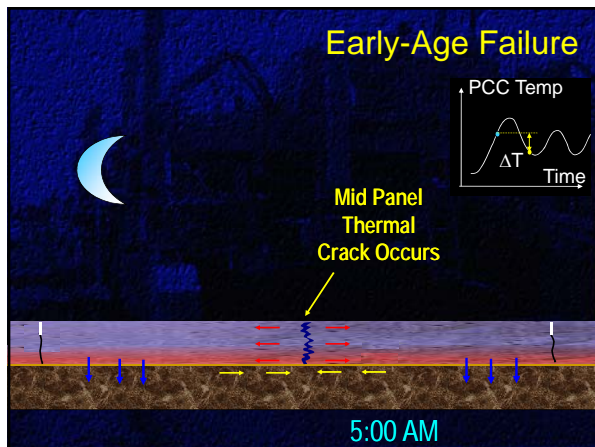 Early-Age Failure
PCC Temp
ΔT
Time
Mid Panel
Thermal
Crack Occurs
5:00 AM